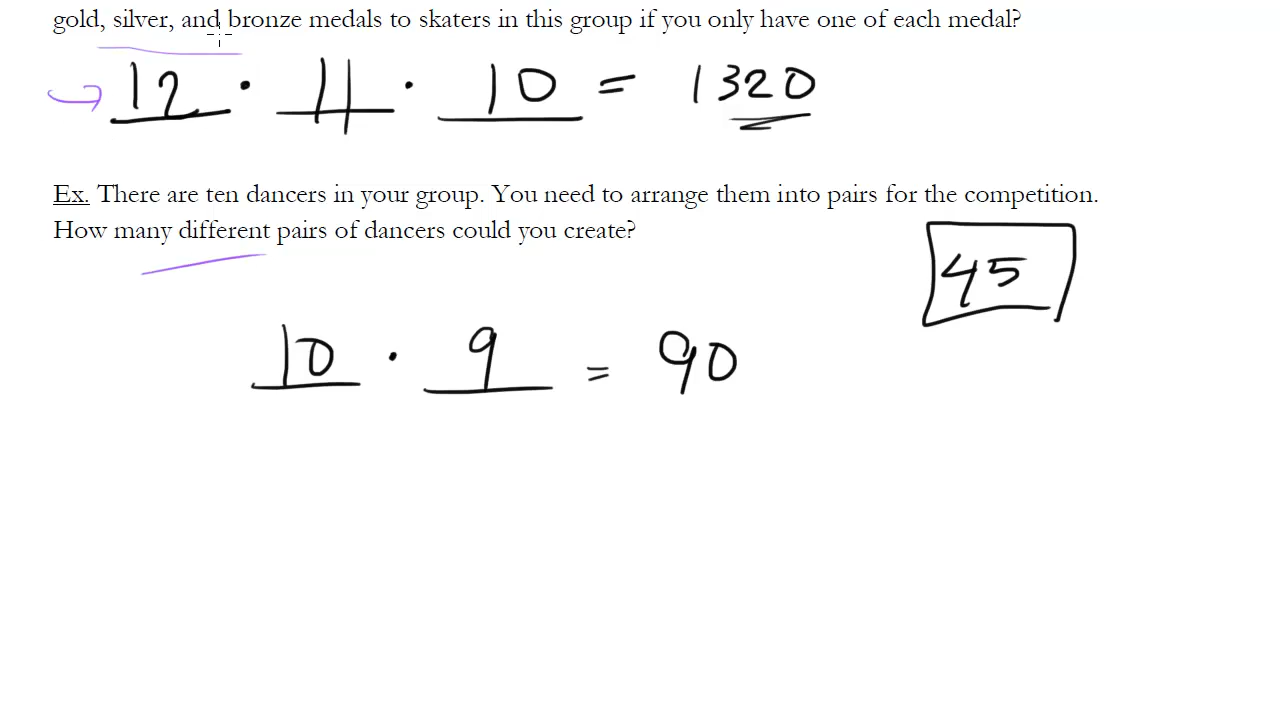 gold, silver, and bronze medals to skaters in this group if you only have one of each medal?
12 · 11 · 10 = 1320
Ex. There are ten dancers in your group. You need to arrange them into pairs for the competition.
How many different pairs of dancers could you create?
45
10 · 9 = 90